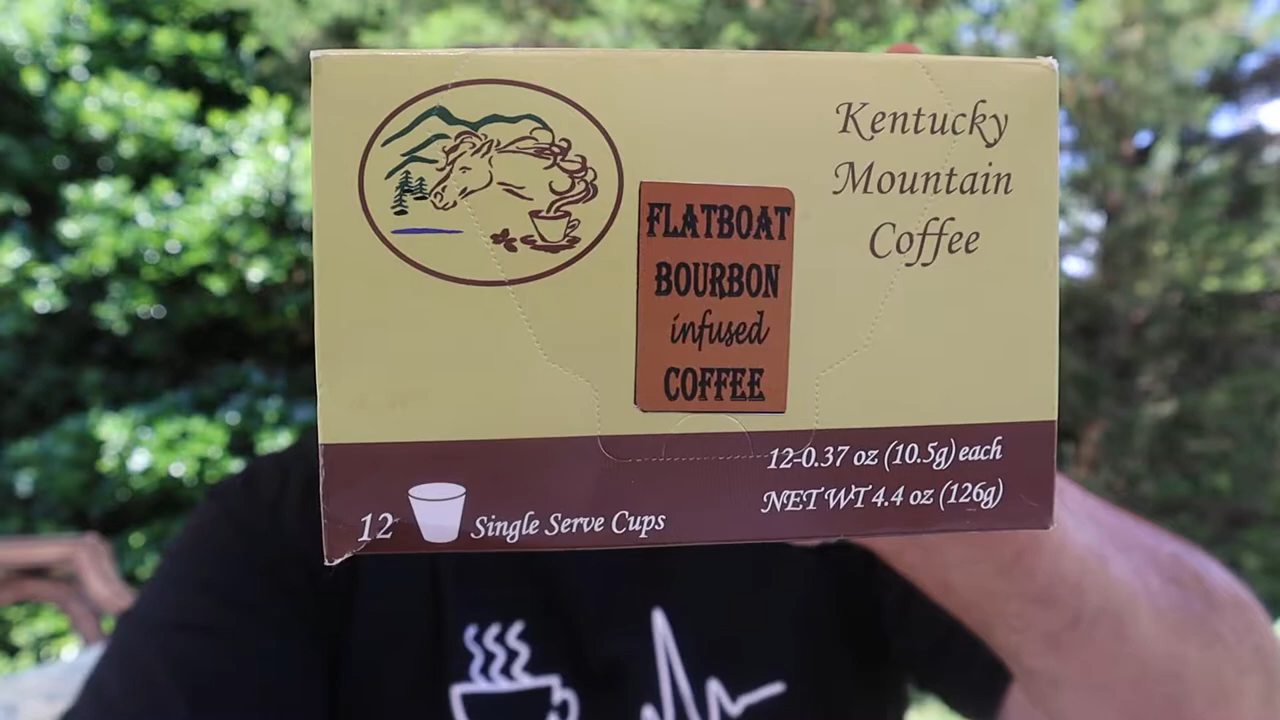 Kentucky
Mountain
Coffee
FLATBOAT
BOURBON
infused
COFFEE
12-0.37 oz (10.5g) each
NET WT 4.4 oz (126g)
12 Single Serve Cups